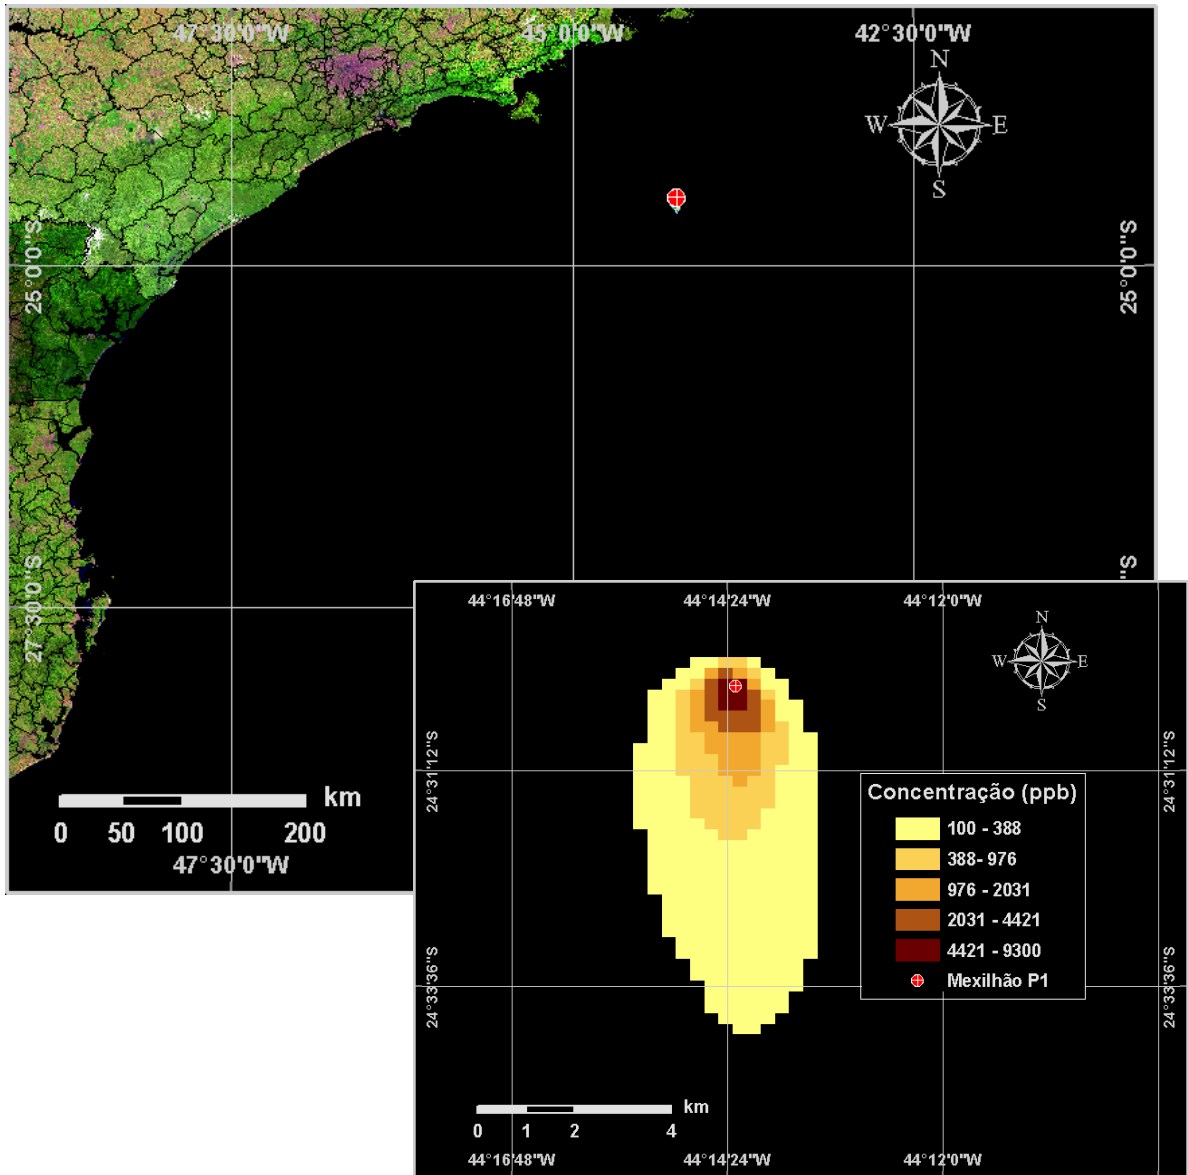 47°30'0"W 45°0'0"W 42°30'0"W
N
W E
S
25°0'0"S
25°0'0"S
27°30'0"S
"S
km
0 50 100 200
47°30'0"W
44°16'48"W 44°14'24"W 44°12'0"W
N
W E
S
24°31'12"S
24°31'12"S
Concentração (ppb)
100 - 388
388- 976
976 - 2031
2031 - 4421
4421 - 9300
Mexilhão P1
24°33'36"S
24°33'36"S
km
0 1 2 4
44°16'48"W 44°14'24"W 44°12'0"W